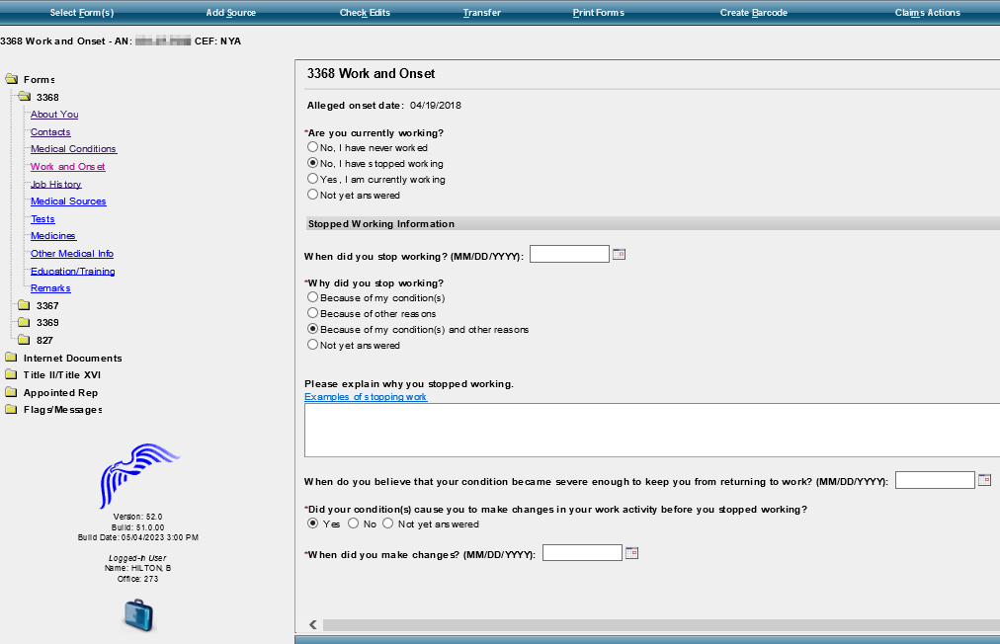 Select Form(s) Add Source Check Edits Transfer Print Forms Create Barcode Claims Actions
3368 Work and Onset - AN: CEF: NYA
Forms
3368
About You
Contacts
Medical Conditions
Work and Onset
Job History
Medical Sources
Tests
Medicines
Other Medical Info
Education/Training
Remarks
3367
3369
827
Internet Documents
Title II/Title XVI
Appointed Rep
Flags/Messages
Version: 52.0
Build: 51.0.00
Build Date: 05/04/2023 3:00 PM
Logged-In User
Name: HILTON, B
Office: 273
3368 Work and Onset
Alleged onset date: 04/19/2018
*Are you currently working?
No, I have never worked
No, I have stopped working
Yes, I am currently working
Not yet answered
Stopped Working Information
When did you stop working? (MM/DD/YYYY):
*Why did you stop working?
Because of my condition(s)
Because of other reasons
Because of my condition(s) and other reasons
Not yet answered
Please explain why you stopped working.
Examples of stopping work
When do you believe that your condition became severe enough to keep you from returning to work? (MM/DD/YYYY):
*Did your condition(s) cause you to make changes in your work activity before you stopped working?
Yes No Not yet answered
*When did you make changes? (MM/DD/YYYY):